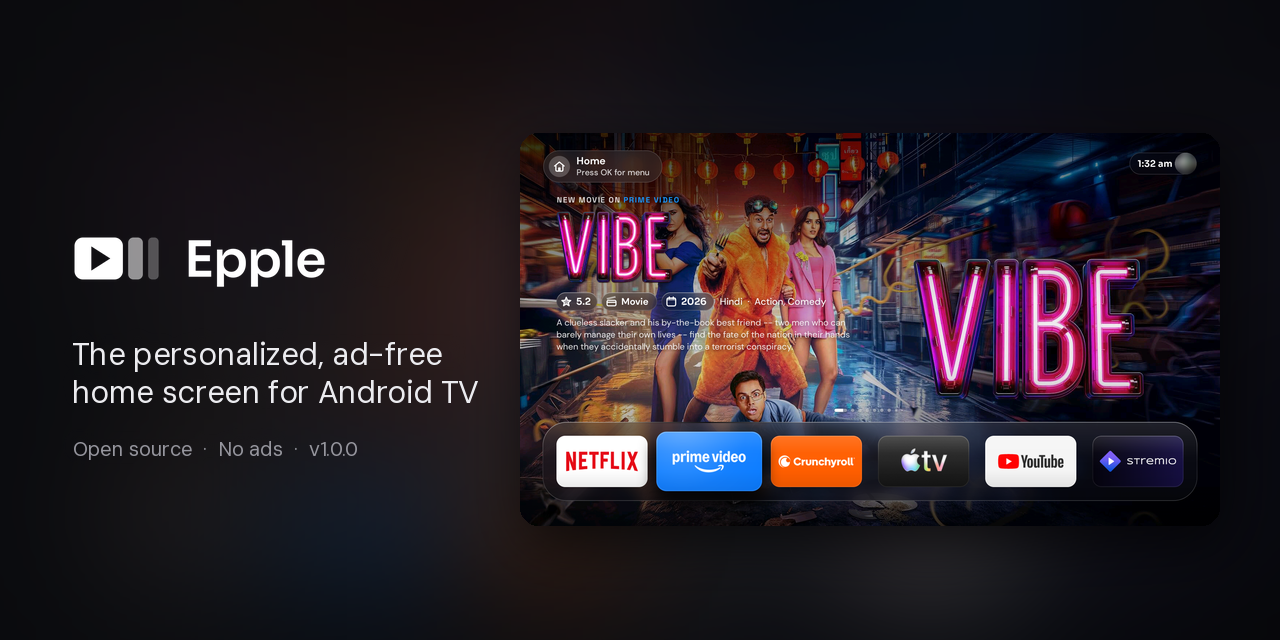 Epple
The personalized, ad-free
home screen for Android TV
Open source · No ads · v1.0.0
Home
Press OK for menu
1:32 am
NEW MOVIE ON PRIME VIDEO
VIBE
5.2 Movie 2026 Hindi · Action, Comedy
A clueless slacker and his by-the-book best friend -- two men who can
barely manage their own lives -- find the fate of the nation in their hands
when they accidentally stumble into a terrorist conspiracy.
VIBE
NETFLIX
prime video
Crunchyroll
tv
YouTube
STREMIO